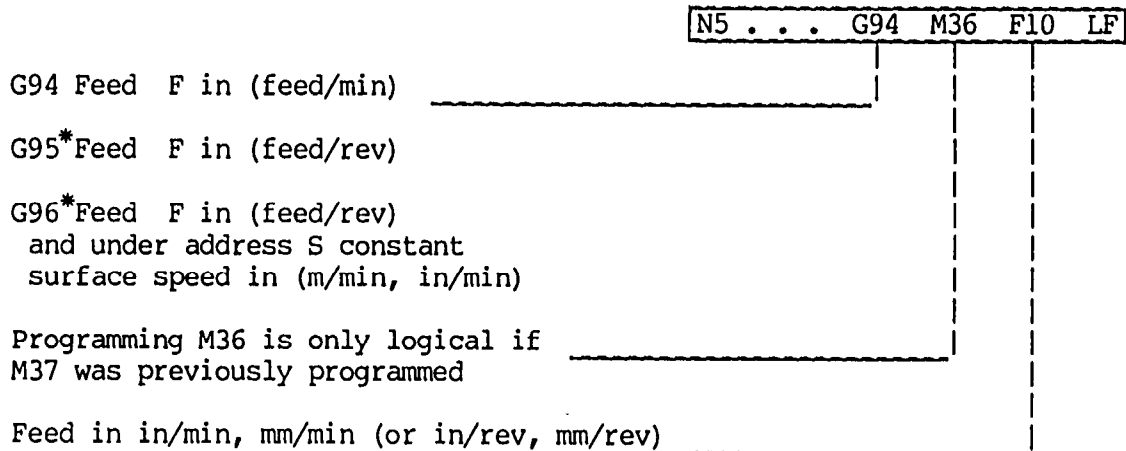 N5 . . . G94 M36 F10 LF
G94 Feed F in (feed/min)
G95*Feed F in (feed/rev)
G96*Feed F in (feed/rev)
and under address S constant
surface speed in (m/min, in/min)
Programming M36 is only logical if
M37 was previously programmed
Feed in in/min, mm/min (or in/rev, mm/rev)